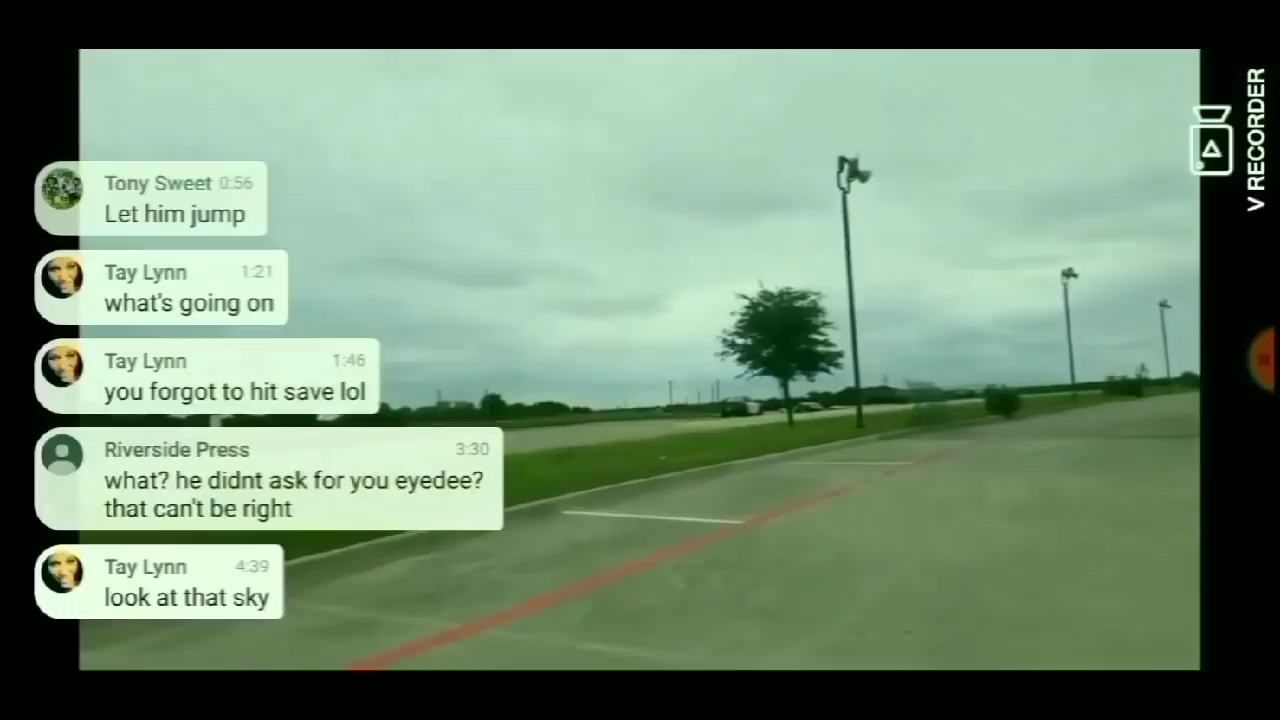 Tony Sweet 0:56
Let him jump
Tay Lynn 1:21
what's going on
Tay Lynn 1:46
you forgot to hit save lol
Riverside Press 3:30
what? he didnt ask for you eyedee?
that can't be right
Tay Lynn 4:39
look at that sky
V RECORDER